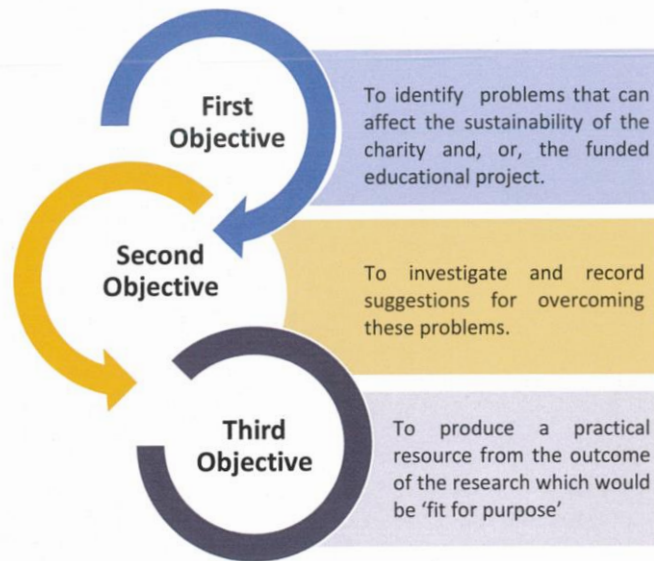 First
Objective
To identify problems that can
affect the sustainability of the
charity and, or, the funded
educational project.
Second
Objective
To investigate and record
suggestions for overcoming
these problems.
Third
Objective
To produce a practical
resource from the outcome
of the research which would
be ‘fit for purpose’